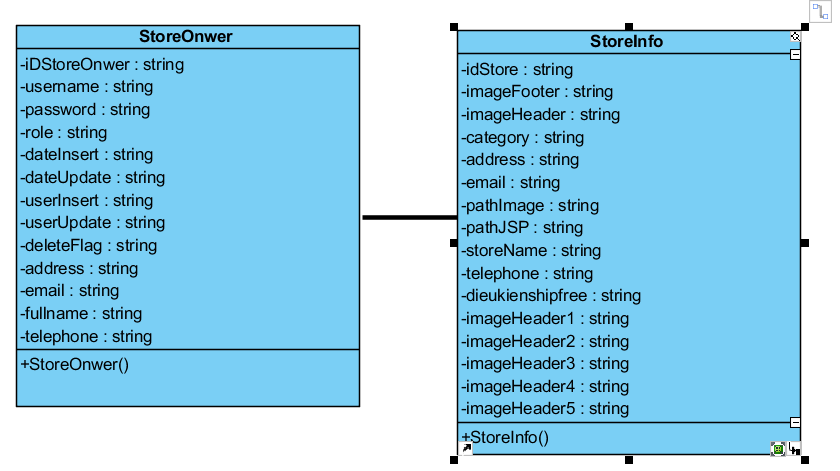 StoreOnwer
-iDStoreOnwer : string
-username : string
-password : string
-role : string
-dateInsert : string
-dateUpdate : string
-userInsert : string
-userUpdate : string
-deleteFlag : string
-address : string
-email : string
-fullname : string
-telephone : string
+StoreOnwer()
StoreInfo
-idStore : string
-imageFooter : string
-imageHeader : string
-category : string
-address : string
-email : string
-pathImage : string
-pathJSP : string
-storeName : string
-telephone : string
-dieukienshipfree : string
-imageHeader1 : string
-imageHeader2 : string
-imageHeader3 : string
-imageHeader4 : string
-imageHeader5 : string
+StoreInfo()